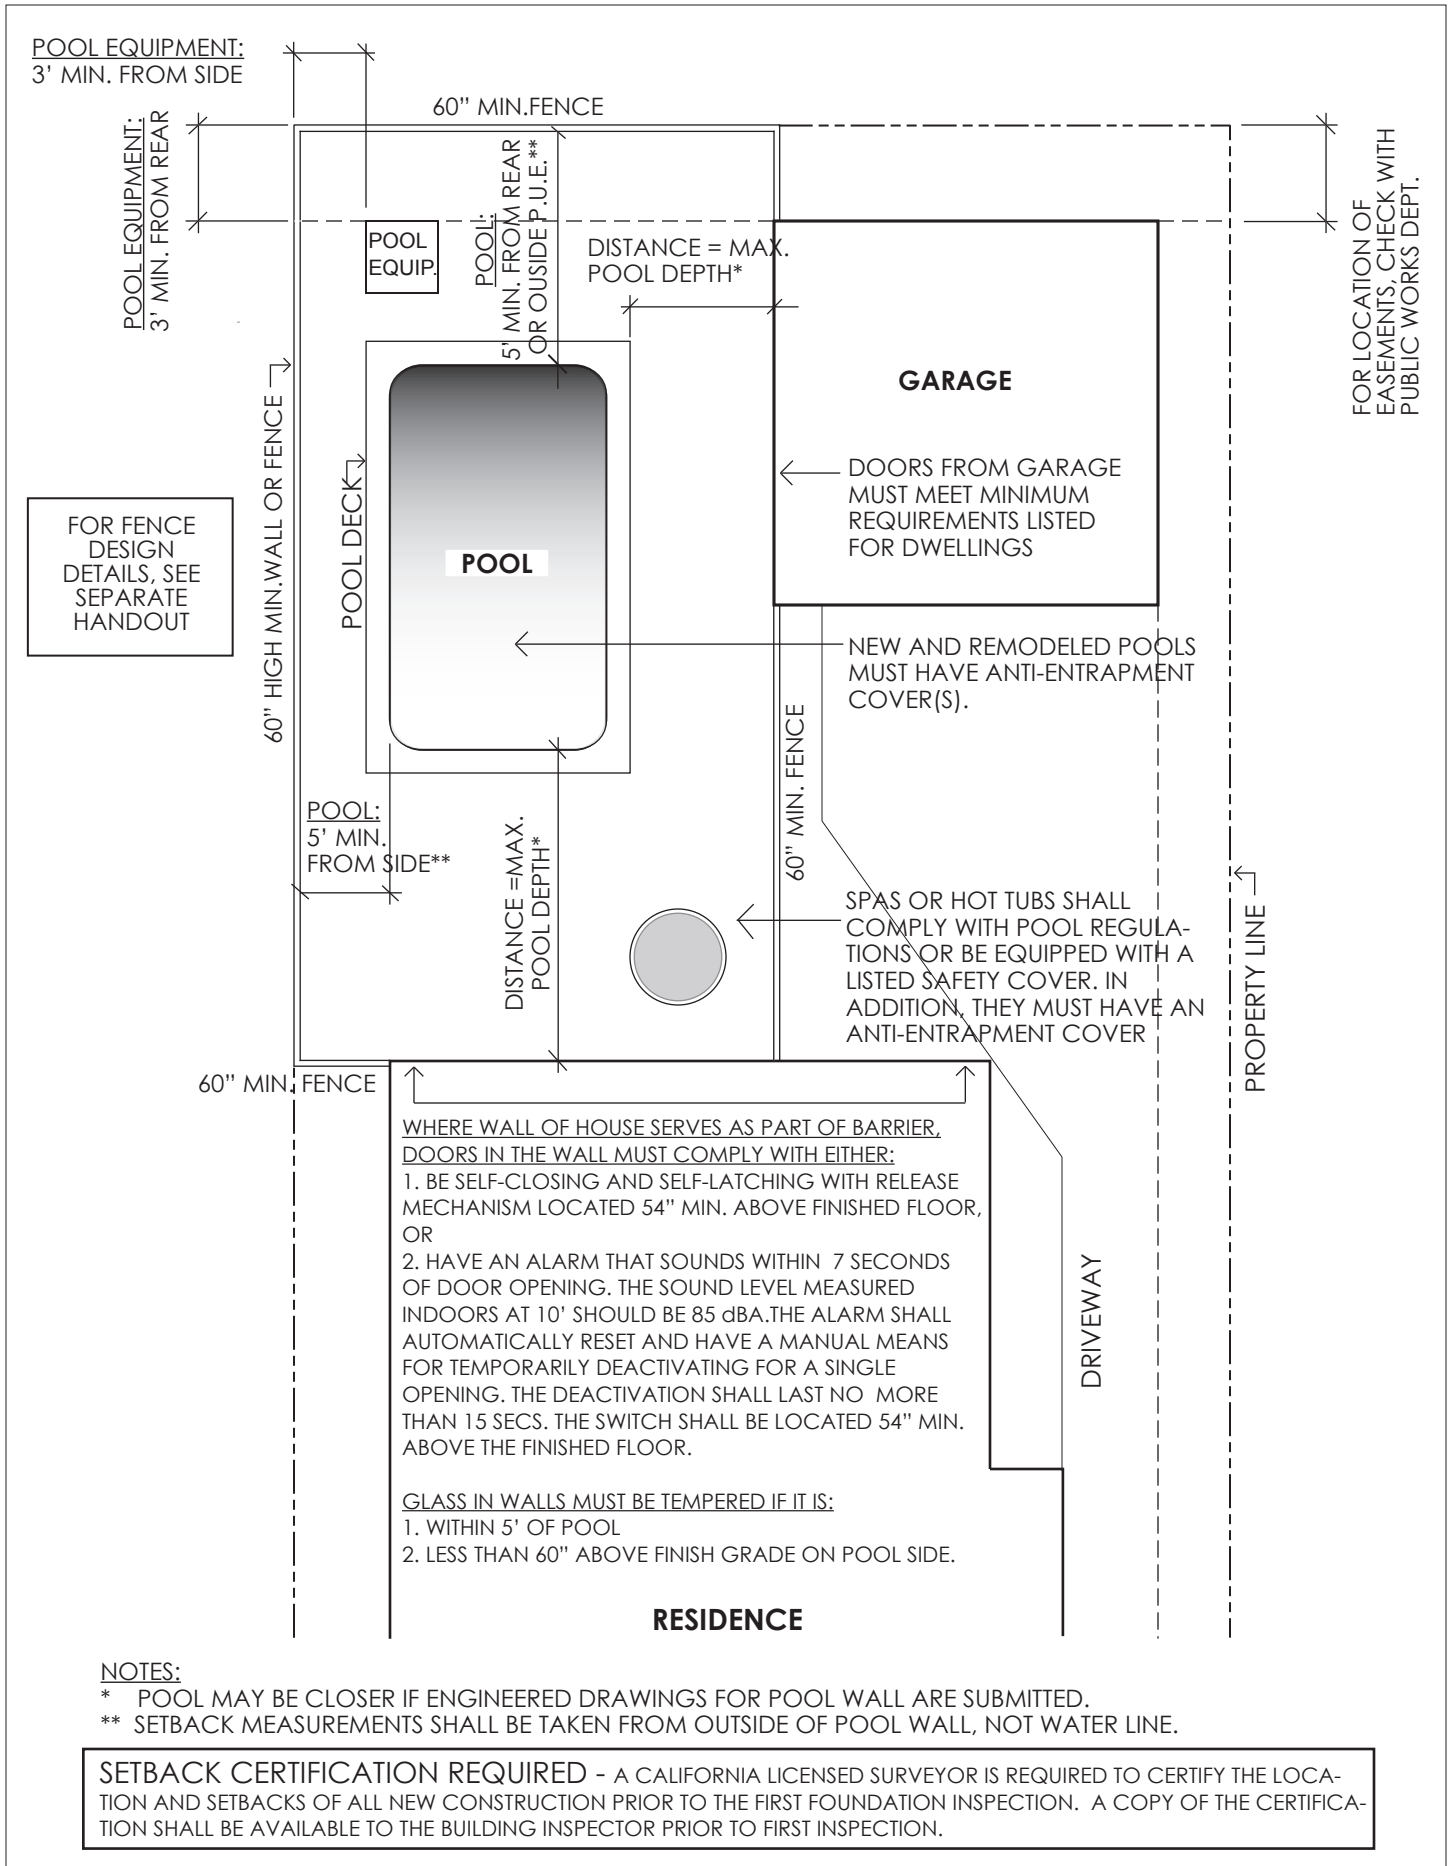 POOL EQUIPMENT:
3’ MIN. FROM SIDE
60” MIN.FENCE
POOL EQUIPMENT:
3’ MIN. FROM REAR
POOL:
5’ MIN. FROM REAR
OR OUSIDE P.U.E.**
FOR LOCATION OF
EASEMENTS, CHECK WITH
PUBLIC WORKS DEPT.
POOL
EQUIP.
DISTANCE = MAX.
POOL DEPTH*
GARAGE
60” HIGH MIN.WALL OR FENCE
POOL DECK
DOORS FROM GARAGE
MUST MEET MINIMUM
REQUIREMENTS LISTED
FOR DWELLINGS
FOR FENCE
DESIGN
DETAILS, SEE
SEPARATE
HANDOUT
POOL
NEW AND REMODELED POOLS
MUST HAVE ANTI-ENTRAPMENT
COVER(S).
60” MIN. FENCE
POOL:
5’ MIN.
FROM SIDE**
DISTANCE =MAX.
POOL DEPTH*
SPAS OR HOT TUBS SHALL
COMPLY WITH POOL REGULA-
TIONS OR BE EQUIPPED WITH A
LISTED SAFETY COVER. IN
ADDITION, THEY MUST HAVE AN
ANTI-ENTRAPMENT COVER
PROPERTY LINE
60” MIN. FENCE
WHERE WALL OF HOUSE SERVES AS PART OF BARRIER,
DOORS IN THE WALL MUST COMPLY WITH EITHER:
1. BE SELF-CLOSING AND SELF-LATCHING WITH RELEASE
MECHANISM LOCATED 54” MIN. ABOVE FINISHED FLOOR,
OR
2. HAVE AN ALARM THAT SOUNDS WITHIN 7 SECONDS
OF DOOR OPENING. THE SOUND LEVEL MEASURED
INDOORS AT 10’ SHOULD BE 85 dBA.THE ALARM SHALL
AUTOMATICALLY RESET AND HAVE A MANUAL MEANS
FOR TEMPORARILY DEACTIVATING FOR A SINGLE
OPENING. THE DEACTIVATION SHALL LAST NO MORE
THAN 15 SECS. THE SWITCH SHALL BE LOCATED 54” MIN.
ABOVE THE FINISHED FLOOR.
DRIVEWAY
GLASS IN WALLS MUST BE TEMPERED IF IT IS:
1. WITHIN 5’ OF POOL
2. LESS THAN 60” ABOVE FINISH GRADE ON POOL SIDE.
RESIDENCE
NOTES:
* POOL MAY BE CLOSER IF ENGINEERED DRAWINGS FOR POOL WALL ARE SUBMITTED.
** SETBACK MEASUREMENTS SHALL BE TAKEN FROM OUTSIDE OF POOL WALL, NOT WATER LINE.
SETBACK CERTIFICATION REQUIRED - A CALIFORNIA LICENSED SURVEYOR IS REQUIRED TO CERTIFY THE LOCA-
TION AND SETBACKS OF ALL NEW CONSTRUCTION PRIOR TO THE FIRST FOUNDATION INSPECTION. A COPY OF THE CERTIFICA-
TION SHALL BE AVAILABLE TO THE BUILDING INSPECTOR PRIOR TO FIRST INSPECTION.